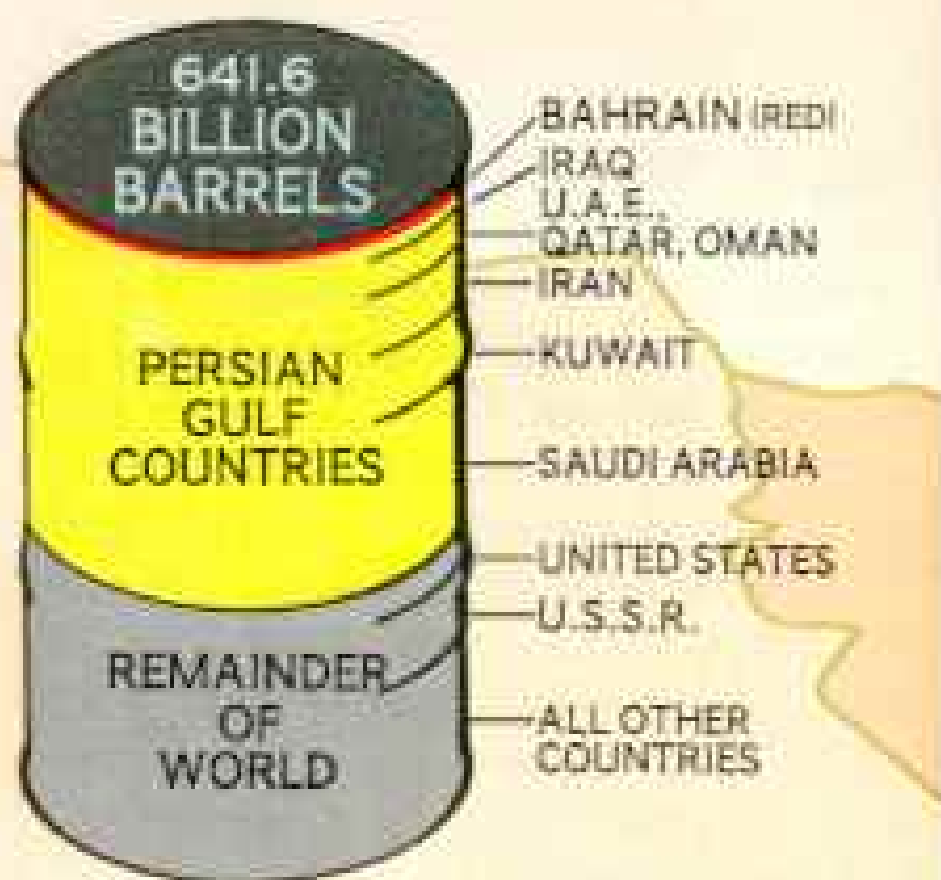 641.6
BILLION
BARRELS
BAHRAIN (RED)
IRAQ
U.A.E.,
QATAR, OMAN
IRAN
KUWAIT
SAUDI ARABIA
UNITED STATES
U.S.S.R.
ALL OTHER
COUNTRIES
PERSIAN
GULF
COUNTRIES
REMAINDER
OF
WORLD